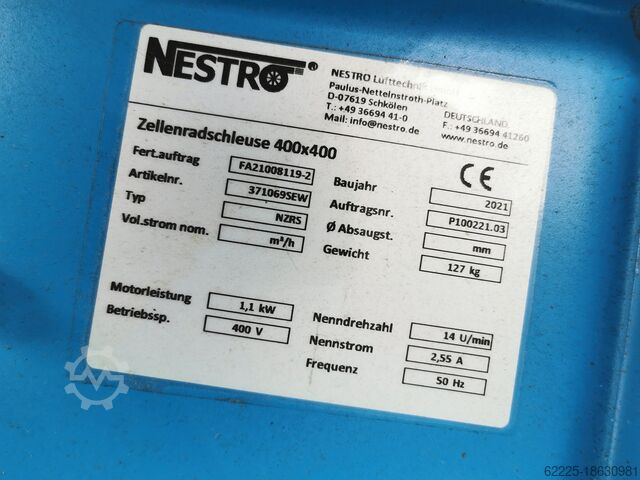 NESTRO®
NESTRO Lufttechnik GmbH
Paulus-Nettelnstroth-Platz
D-07619 Schkölen DEUTSCHLAND
T.: +49 36694 41-0 F.: +49 36694 41260
Mail: info@nestro.de www.nestro.de
Zellenradschleuse 400x400
CE
Fert.auftrag FA21008119-2 Baujahr 2021
Artikelnr. 371069SEW Auftragsnr. P100221.03
Typ NZRS Ø Absaugst. mm
Vol.strom nom. m³/h Gewicht 127 kg
Motorleistung 1,1 kW Nenndrehzahl 14 U/min
Betriebssp. 400 V Nennstrom 2,55 A
Frequenz 50 Hz
62225-18630981